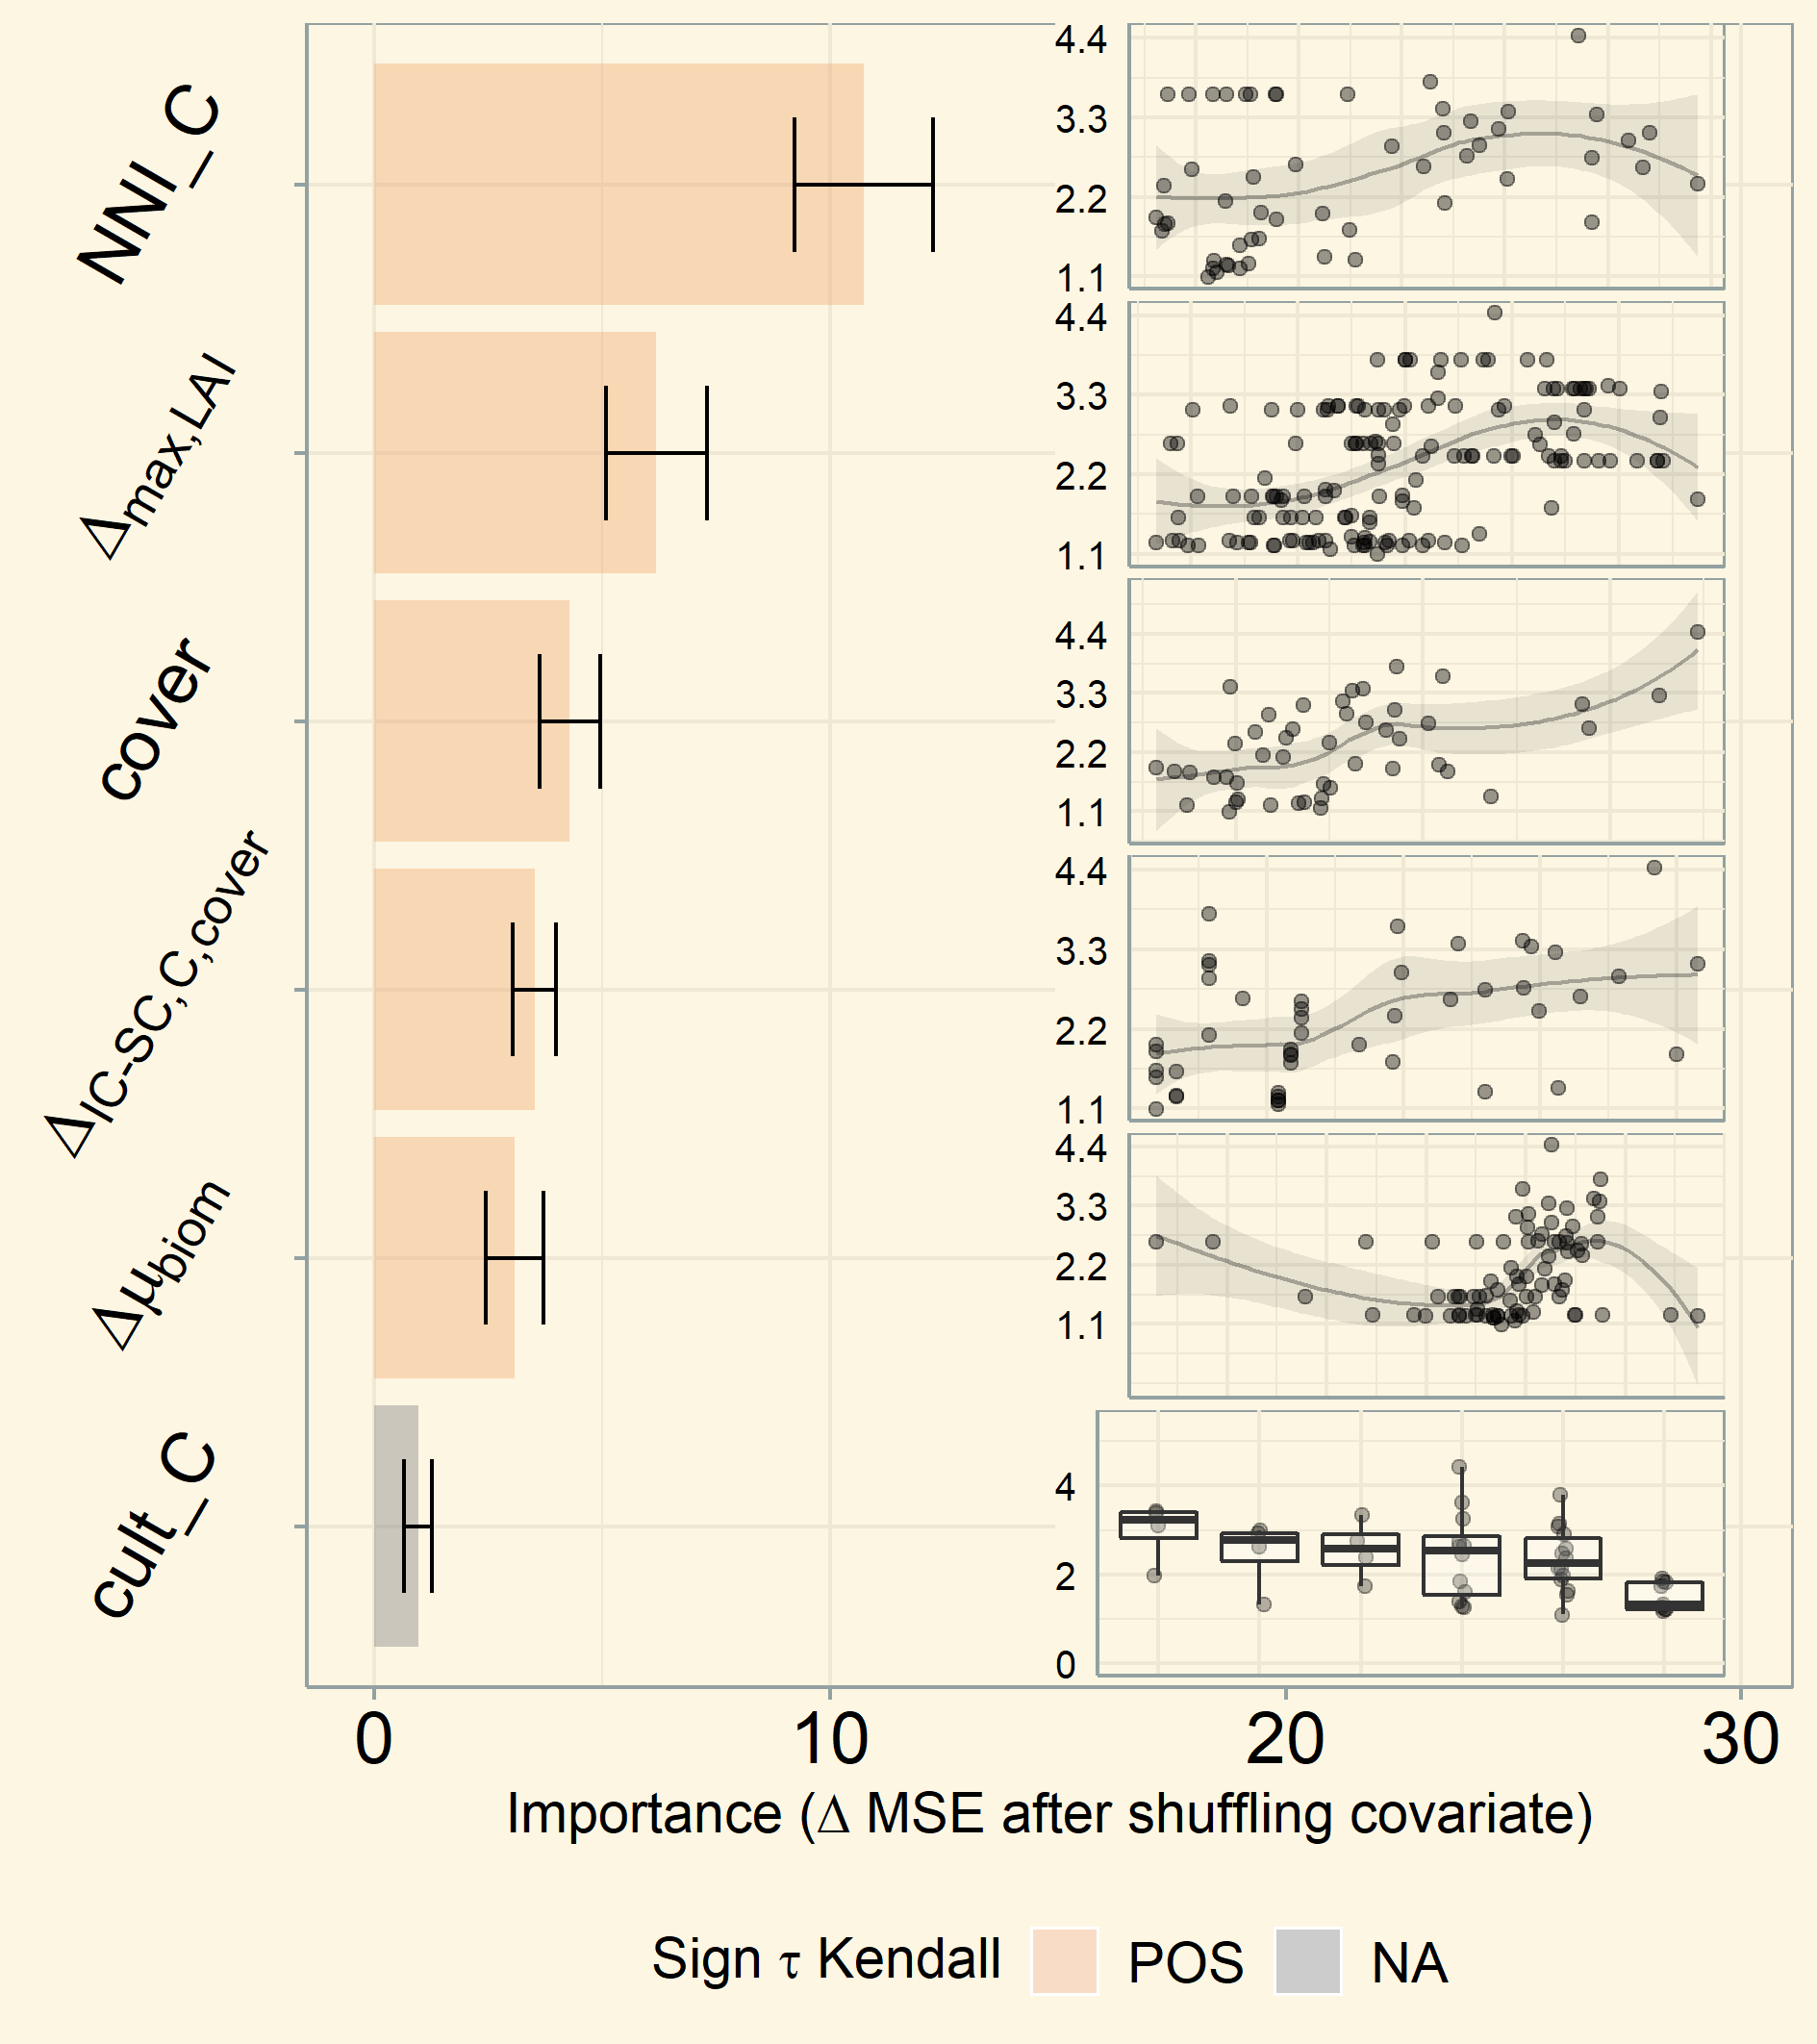 NNI_C
Δmax,LAI
cover
ΔIC-SC,C,cover
Δμbiom
cult_C
4.4
3.3
2.2
1.1
4.4
3.3
2.2
1.1
4.4
3.3
2.2
1.1
4.4
3.3
2.2
1.1
4.4
3.3
2.2
1.1
4
2
0
0 10 20 30
Importance (Δ MSE after shuffling covariate)
Sign τ Kendall POS NA